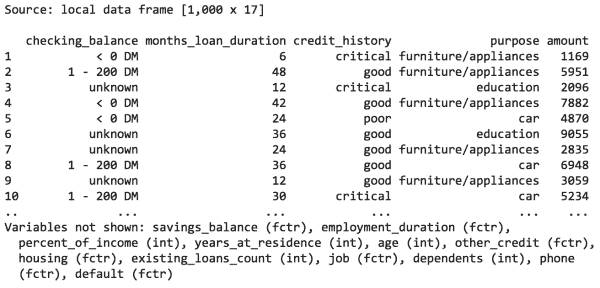 Source: local data frame [1,000 x 17]
checking_balance months_loan_duration credit_history purpose amount
1 < 0 DM 6 critical furniture/appliances 1169
2 1 - 200 DM 48 good furniture/appliances 5951
3 unknown 12 critical education 2096
4 < 0 DM 42 good furniture/appliances 7882
5 < 0 DM 24 poor car 4870
6 unknown 36 good education 9055
7 unknown 24 good furniture/appliances 2835
8 1 - 200 DM 36 good car 6948
9 unknown 12 good furniture/appliances 3059
10 1 - 200 DM 30 critical car 5234
.. ... ... ... ... ...
Variables not shown: savings_balance (fctr), employment_duration (fctr),
percent_of_income (int), years_at_residence (int), age (int), other_credit (fctr),
housing (fctr), existing_loans_count (int), job (fctr), dependents (int), phone
(fctr), default (fctr)